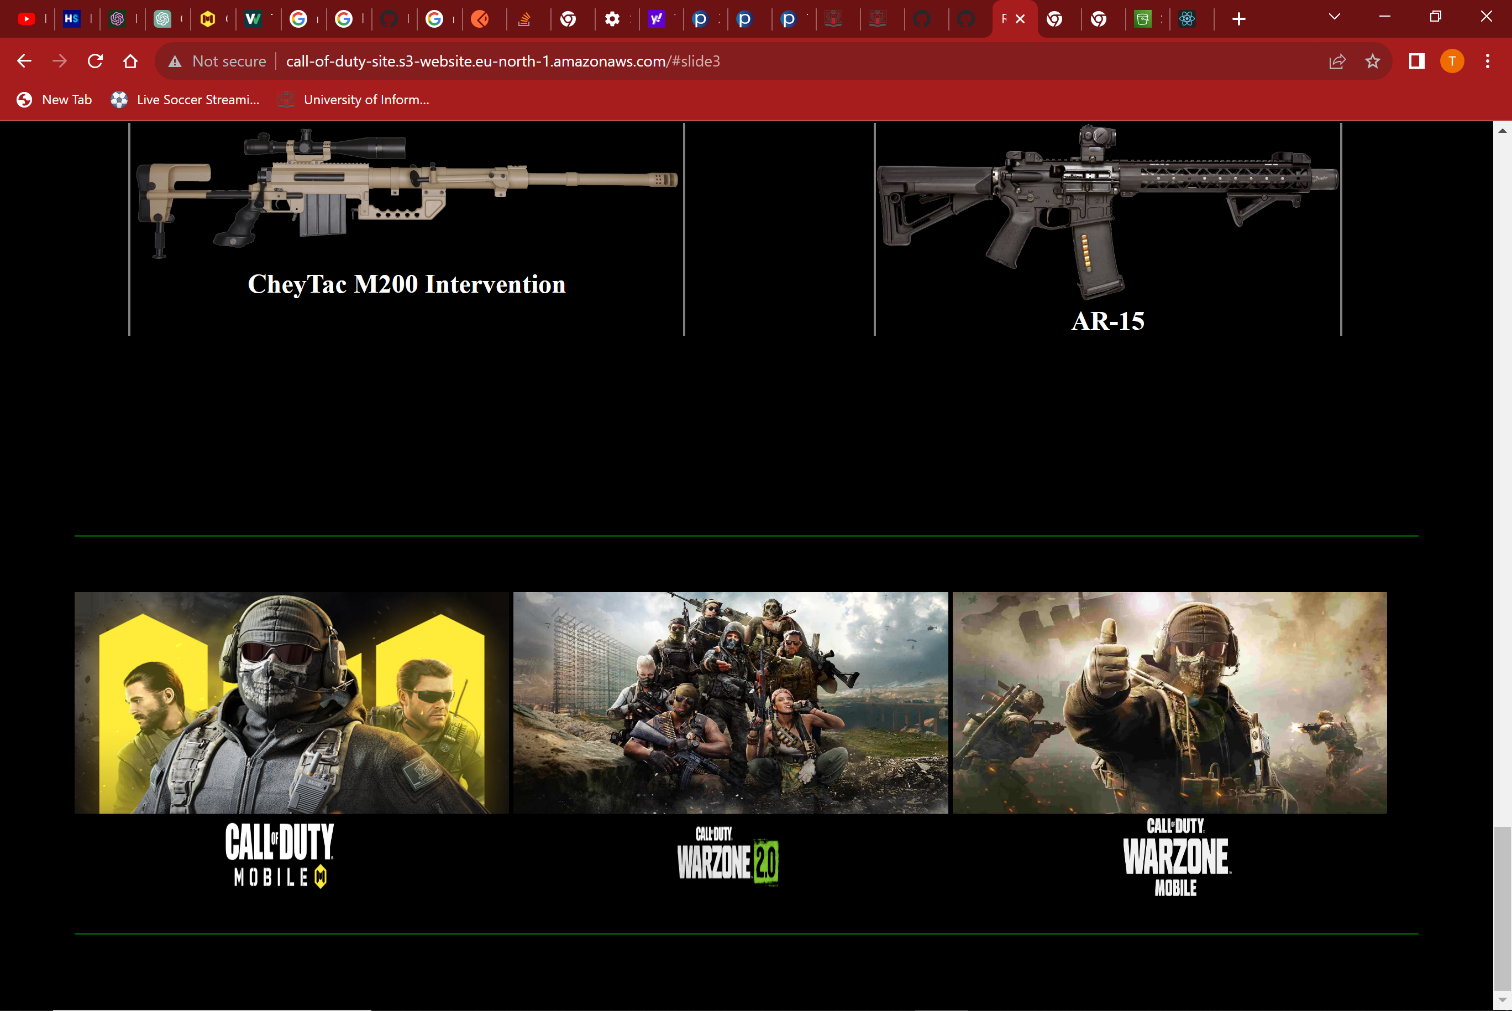 Not secure
call-of-duty-site.s3-website.eu-north-1.amazonaws.com/#slide3
T
New Tab
Live Soccer Streami...
University of Inform...
CheyTac M200 Intervention
AR-15
CALL OF DUTY
MOBILE
CALL OF DUTY
WARZONE 2.0
CALL OF DUTY
WARZONE
MOBILE